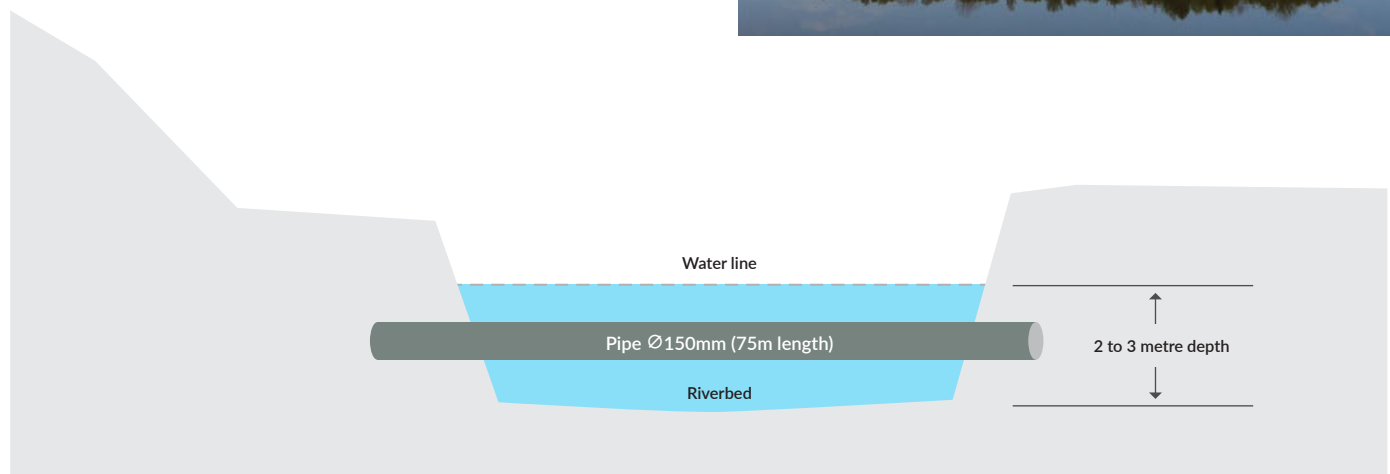 Water line
Pipe ∅150mm (75m length)
2 to 3 metre depth
Riverbed